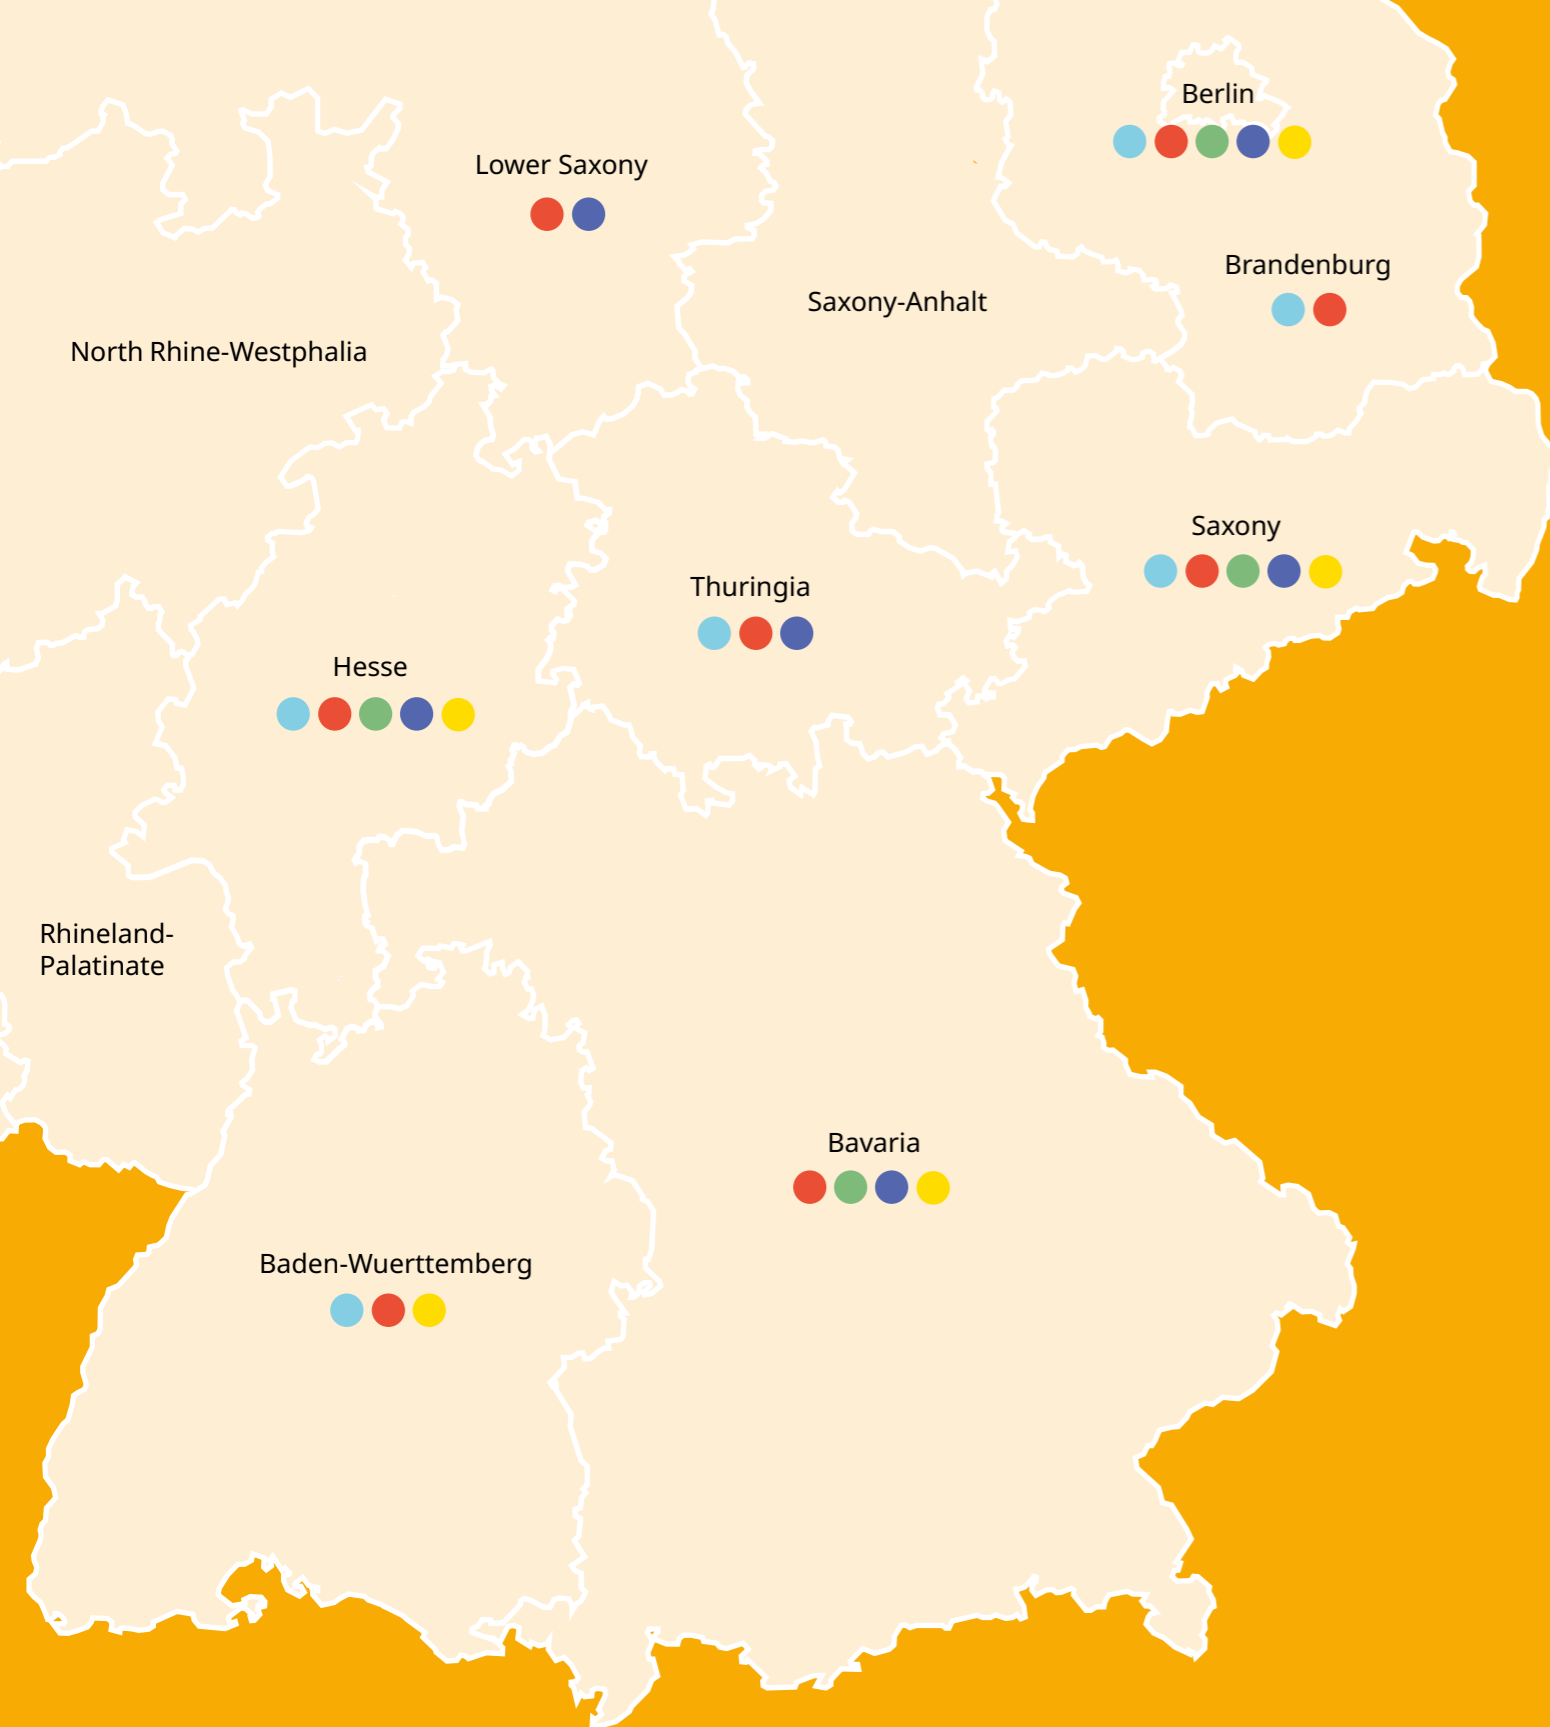 Berlin
Lower Saxony
Brandenburg
Saxony-Anhalt
North Rhine-Westphalia
Saxony
Thuringia
Hesse
Rhineland-
Palatinate
Bavaria
Baden-Wuerttemberg